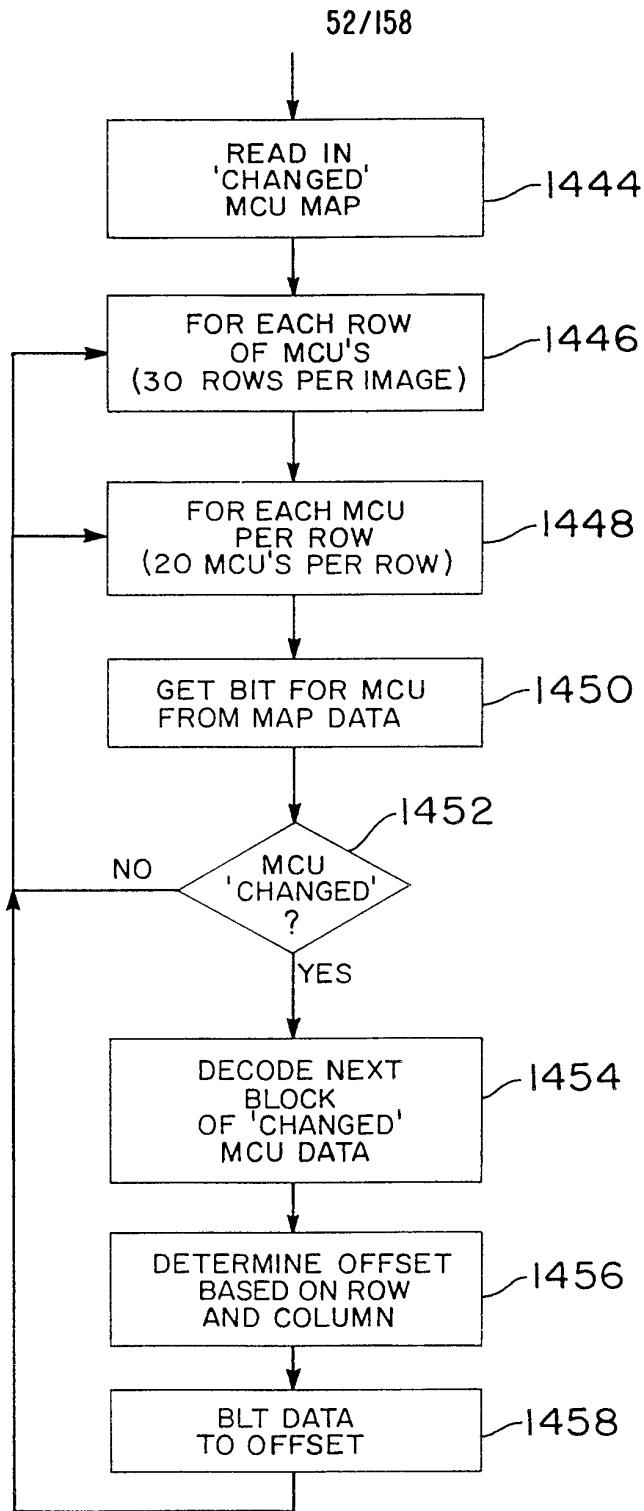 52/158
READ IN
'CHANGED'
MCU MAP
1444
FOR EACH ROW
OF MCU'S
(30 ROWS PER IMAGE)
1446
FOR EACH MCU
PER ROW
(20 MCU'S PER ROW)
1448
GET BIT FOR MCU
FROM MAP DATA
1450
1452
MCU
'CHANGED'
?
NO
YES
DECODE NEXT
BLOCK
OF 'CHANGED'
MCU DATA
1454
DETERMINE OFFSET
BASED ON ROW
AND COLUMN
1456
BLT DATA
TO OFFSET
1458